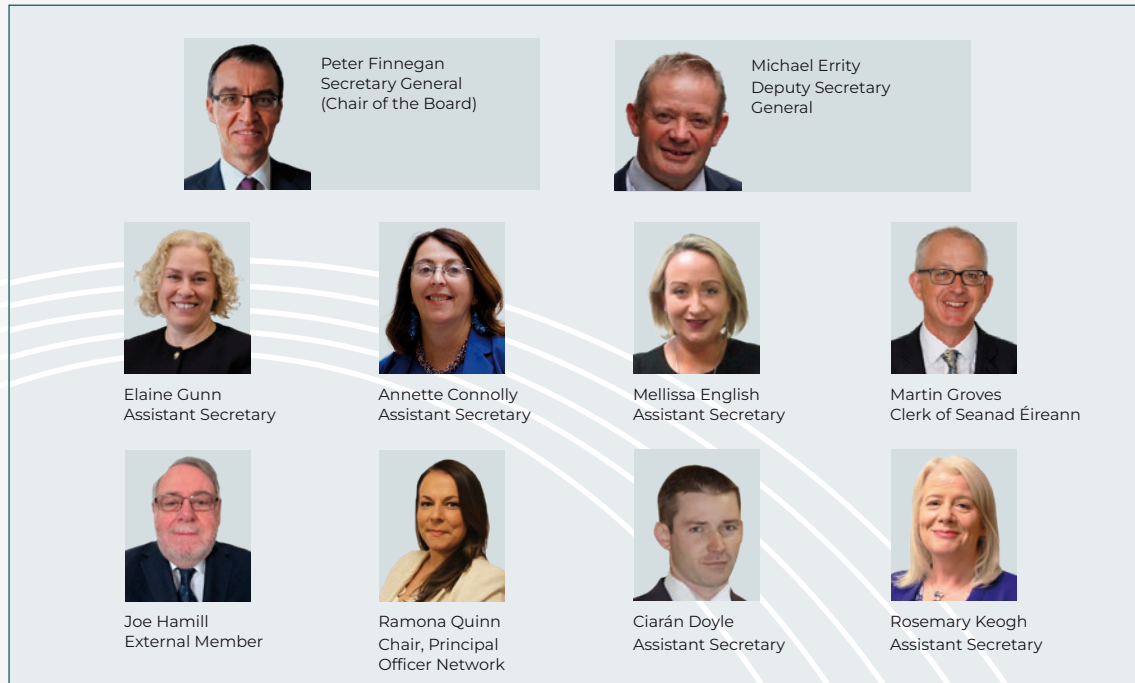 Peter Finnegan
Secretary General
(Chair of the Board)
Michael Errity
Deputy Secretary
General
Elaine Gunn
Assistant Secretary
Annette Connolly
Assistant Secretary
Mellissa English
Assistant Secretary
Martin Groves
Clerk of Seanad Éireann
Joe Hamill
External Member
Ramona Quinn
Chair, Principal
Officer Network
Ciarán Doyle
Assistant Secretary
Rosemary Keogh
Assistant Secretary